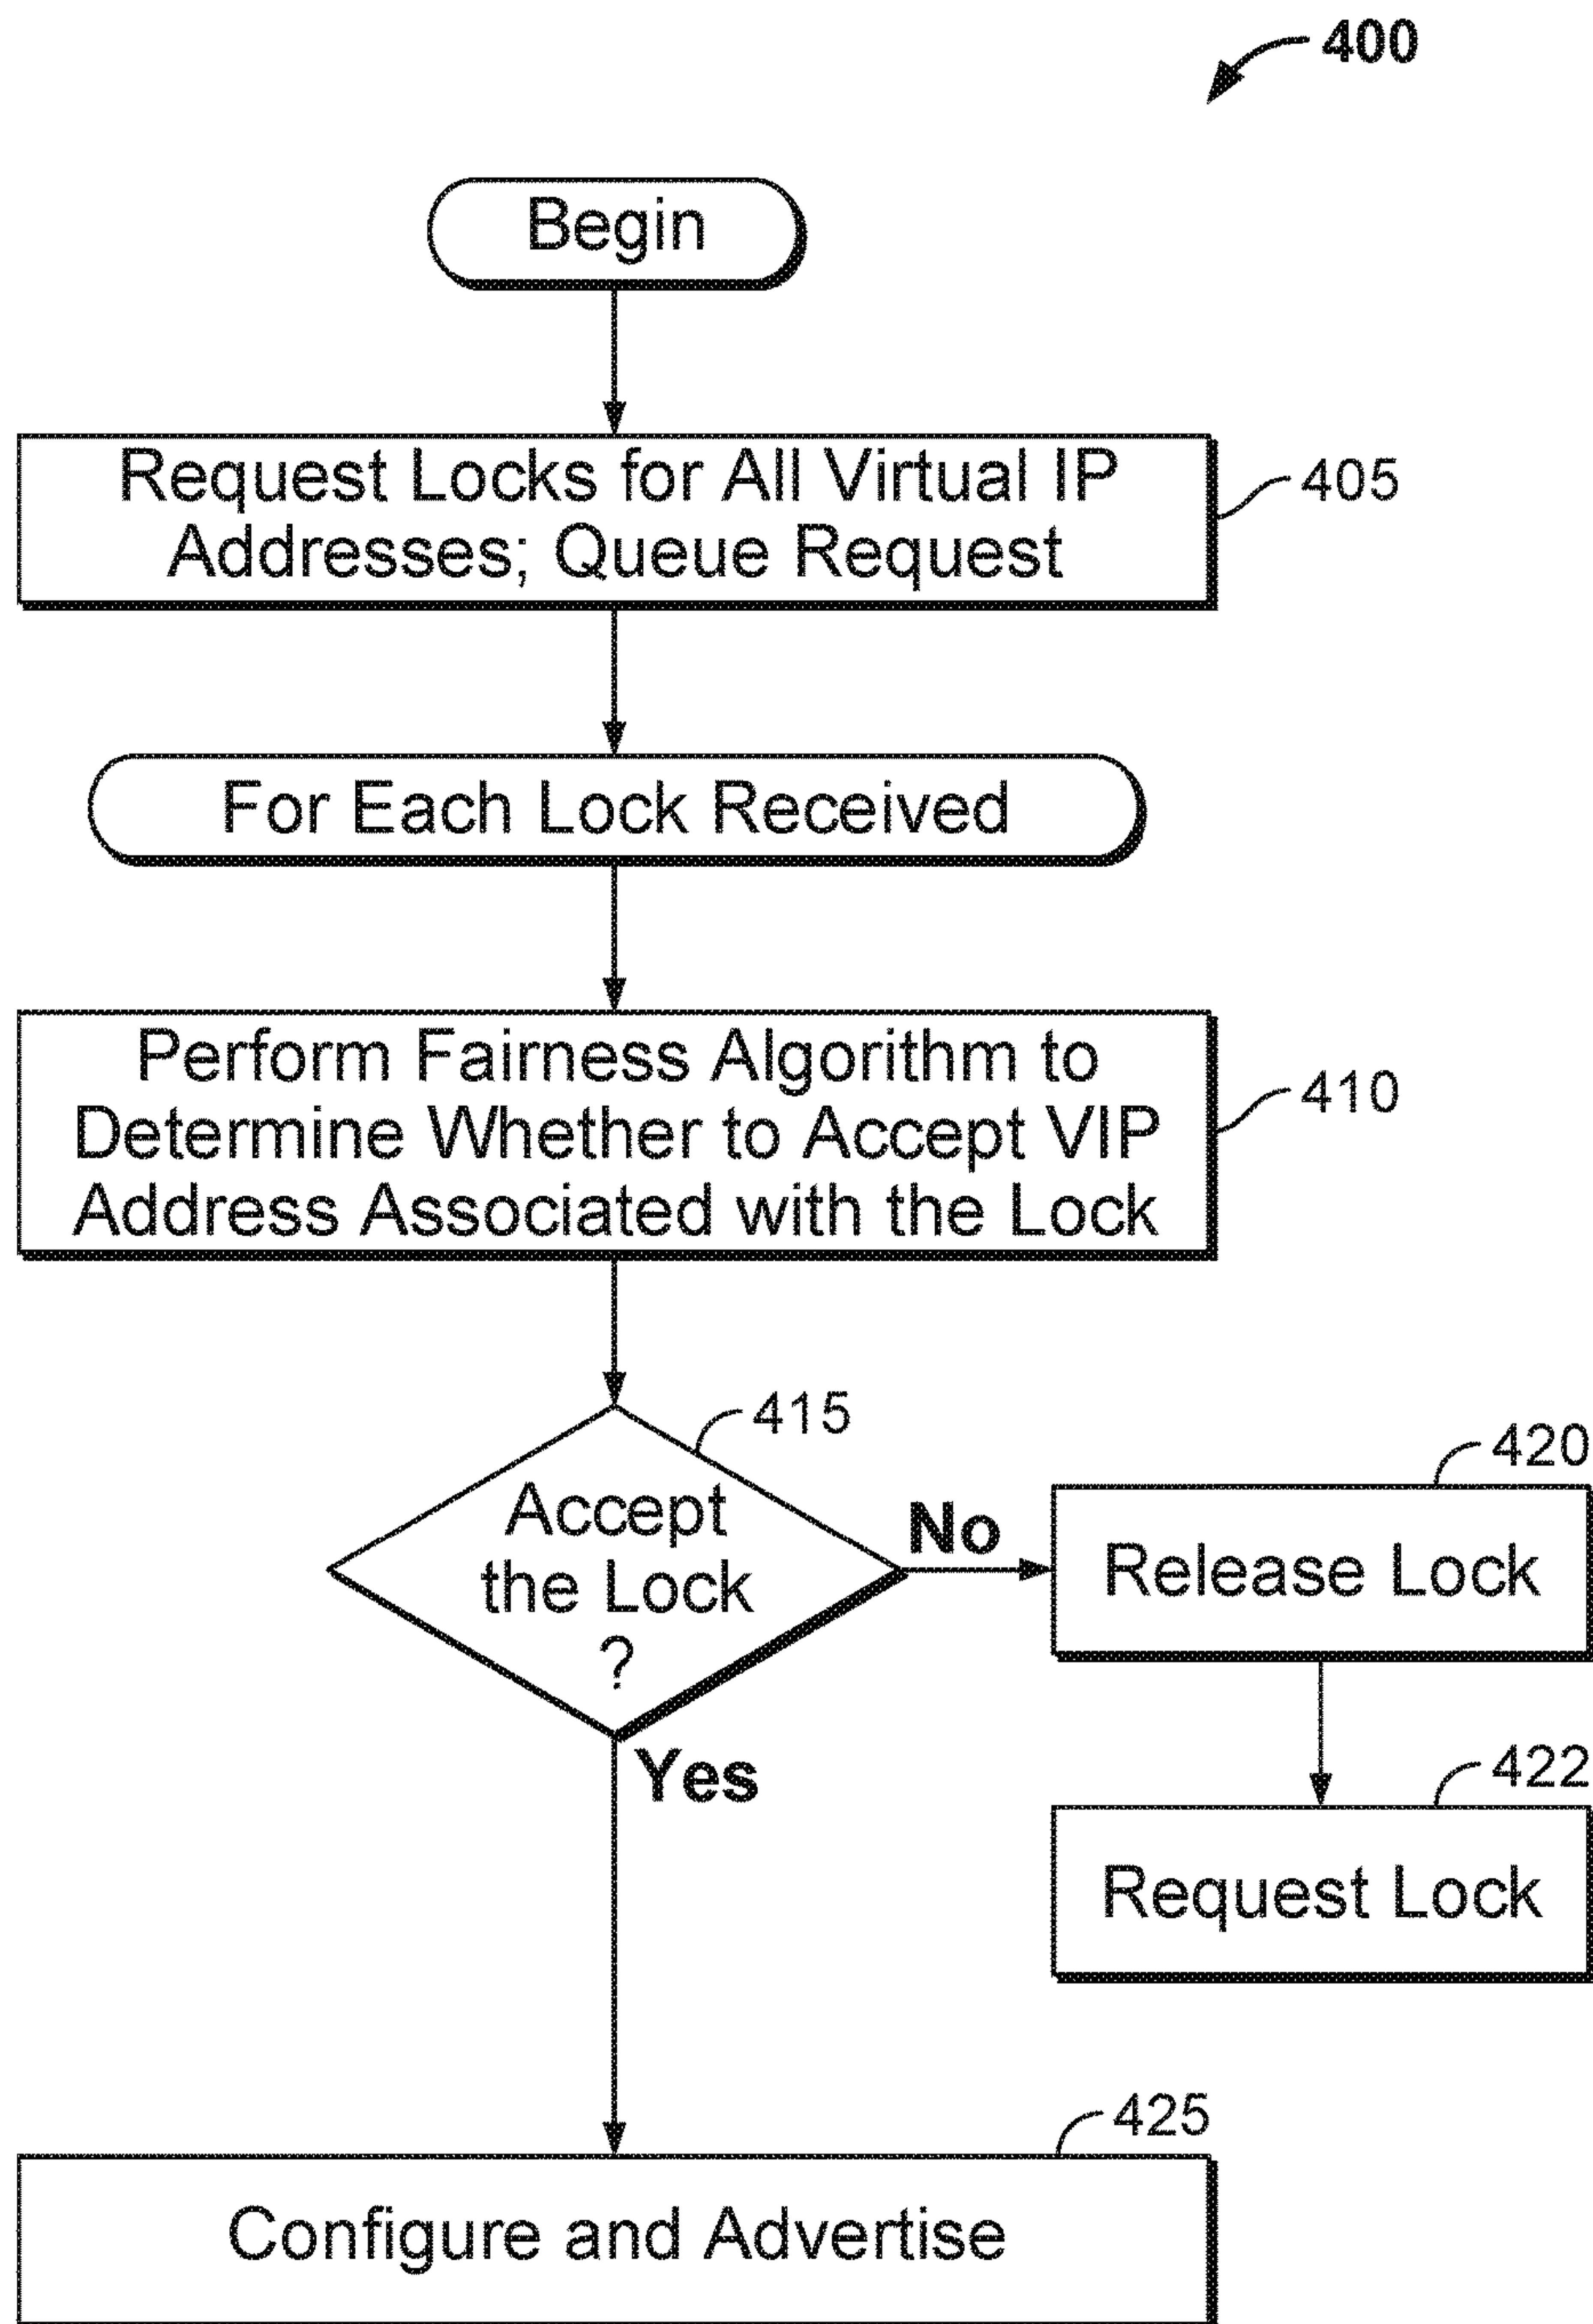 400
Begin
Request Locks for All Virtual IP
Addresses; Queue Request
405
For Each Lock Received
Perform Fairness Algorithm to
Determine Whether to Accept VIP
Address Associated with the Lock
410
415
Accept
the Lock
?
No
420
Release Lock
Yes
422
Request Lock
425
Configure and Advertise